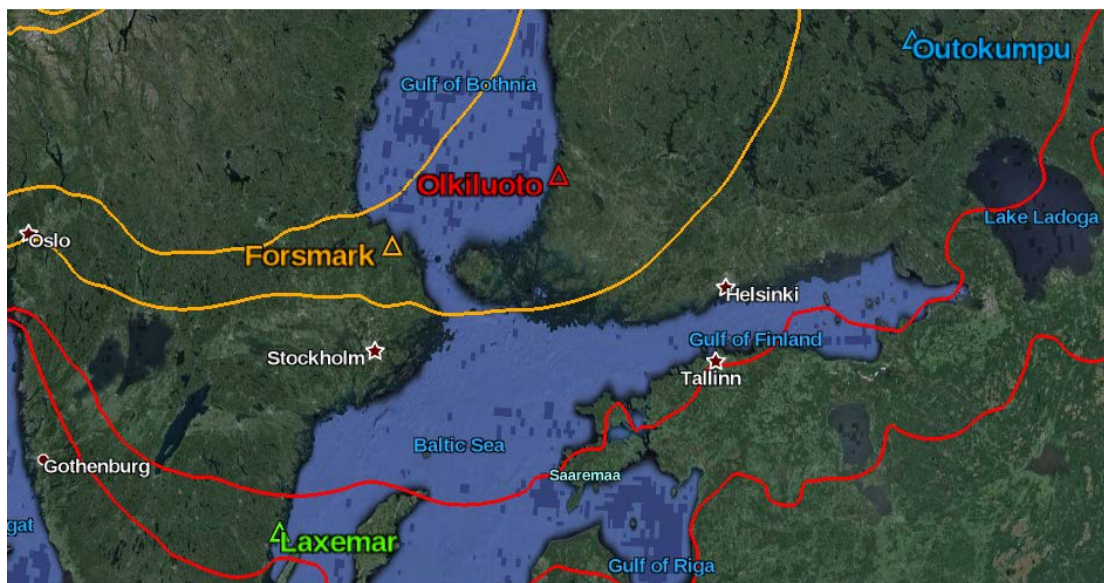 Outokumpu
Gulf of Bothnia
Olkiluoto
Lake Ladoga
Oslo
Forsmark
Helsinki
Gulf of Finland
Stockholm
Tallinn
Baltic Sea
Gothenburg
Saaremaa
gat
Laxemar
Gulf of Riga